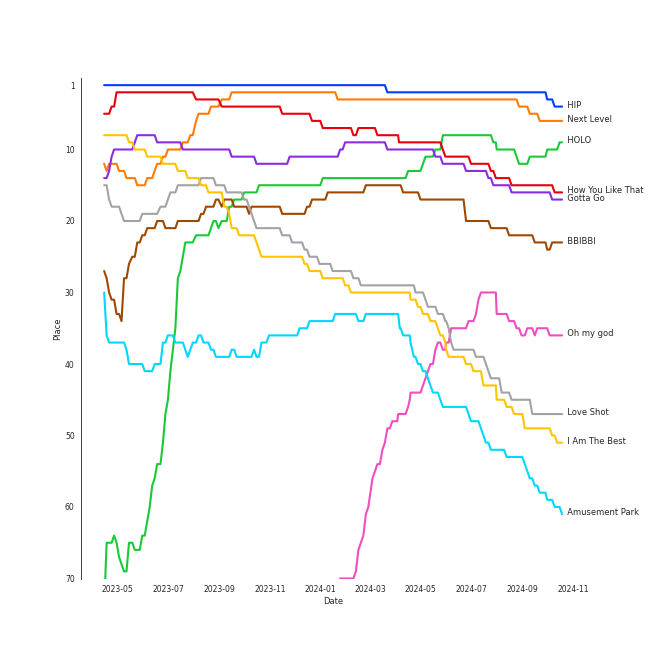 1
HIP
Next Level
HOLO
10
How You Like That
Gotta Go
20
BBIBBI
30
Place
Oh my god
40
Love Shot
50
I Am The Best
60
Amusement Park
70
2023-05 2023-07 2023-09 2023-11 2024-01 2024-03 2024-05 2024-07 2024-09 2024-11
Date